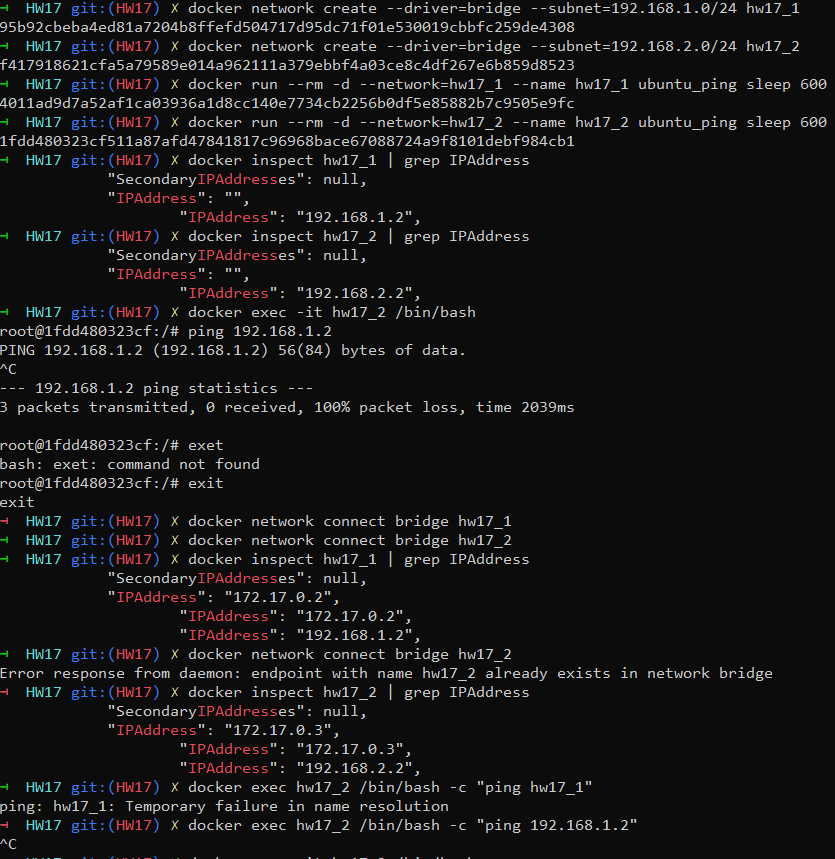 → HW17 git:(HW17) ✗ docker network create --driver=bridge --subnet=192.168.1.0/24 hw17_1
95b92cbeba4ed81a7204b8ffefd504717d95dc71f01e530019cbbfc259de4308
→ HW17 git:(HW17) ✗ docker network create --driver=bridge --subnet=192.168.2.0/24 hw17_2
f417918621cfa5a79589e014a962111a379ebbf4a03ce8c4df267e6b859d8523
→ HW17 git:(HW17) ✗ docker run --rm -d --network=hw17_1 --name hw17_1 ubuntu_ping sleep 600
4011ad9d7a52af1ca03936a1d8cc140e7734cb2256b0df5e85882b7c9505e9fc
→ HW17 git:(HW17) ✗ docker run --rm -d --network=hw17_2 --name hw17_2 ubuntu_ping sleep 600
1fdd480323cf511a87afd47841817c96968bace67088724a9f8101debf984cb1
→ HW17 git:(HW17) ✗ docker inspect hw17_1 | grep IPAddress
"SecondaryIPAddresses": null,
"IPAddress": "",
"IPAddress": "192.168.1.2",
→ HW17 git:(HW17) ✗ docker inspect hw17_2 | grep IPAddress
"SecondaryIPAddresses": null,
"IPAddress": "",
"IPAddress": "192.168.2.2",
→ HW17 git:(HW17) ✗ docker exec -it hw17_2 /bin/bash
root@1fdd480323cf:/# ping 192.168.1.2
PING 192.168.1.2 (192.168.1.2) 56(84) bytes of data.
^C
--- 192.168.1.2 ping statistics ---
3 packets transmitted, 0 received, 100% packet loss, time 2039ms
root@1fdd480323cf:/# exet
bash: exet: command not found
root@1fdd480323cf:/# exit
exit
→ HW17 git:(HW17) ✗ docker network connect bridge hw17_1
→ HW17 git:(HW17) ✗ docker network connect bridge hw17_2
→ HW17 git:(HW17) ✗ docker inspect hw17_1 | grep IPAddress
"SecondaryIPAddresses": null,
"IPAddress": "172.17.0.2",
"IPAddress": "172.17.0.2",
"IPAddress": "192.168.1.2",
→ HW17 git:(HW17) ✗ docker network connect bridge hw17_2
Error response from daemon: endpoint with name hw17_2 already exists in network bridge
→ HW17 git:(HW17) ✗ docker inspect hw17_2 | grep IPAddress
"SecondaryIPAddresses": null,
"IPAddress": "172.17.0.3",
"IPAddress": "172.17.0.3",
"IPAddress": "192.168.2.2",
→ HW17 git:(HW17) ✗ docker exec hw17_2 /bin/bash -c "ping hw17_1"
ping: hw17_1: Temporary failure in name resolution
→ HW17 git:(HW17) ✗ docker exec hw17_2 /bin/bash -c "ping 192.168.1.2"
^C